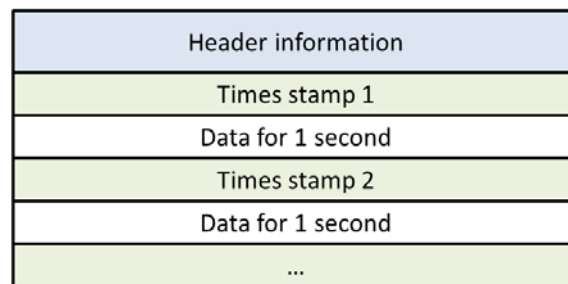 Header information
Times stamp 1
Data for 1 second
Times stamp 2
Data for 1 second
...